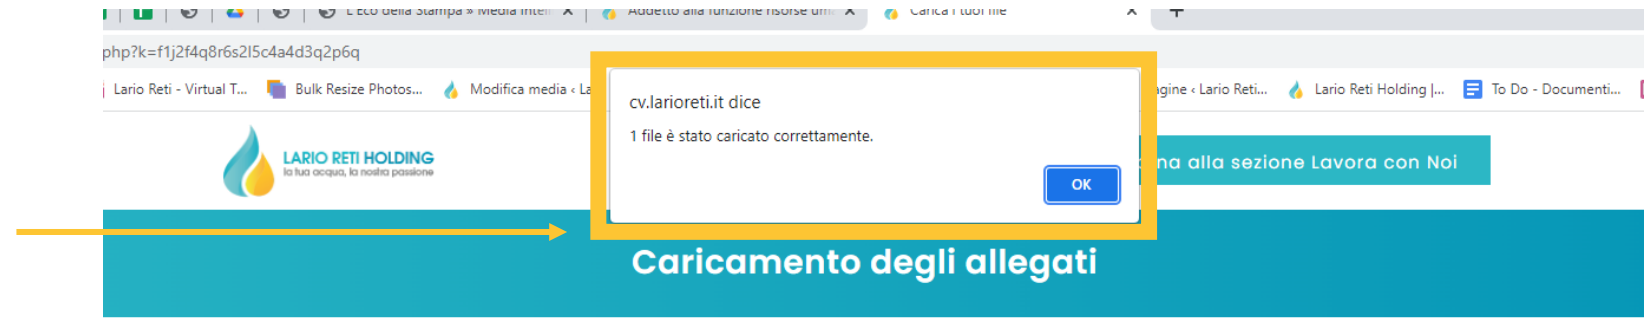 L'Eco della Stampa » Media Intelli
Addetto alla funzione risorse um
Carica i tuoi file
php?k=f1j2f4q8r6s2l5c4a4d3q2p6q
Lario Reti - Virtual T...
Bulk Resize Photos...
Modifica media ‹ La
agine ‹ Lario Reti...
Lario Reti Holding |...
To Do - Documenti...
cv.larioreti.it dice
1 file è stato caricato correttamente.
OK
LARIO RETI HOLDING
la tua acqua, la nostra passione
na alla sezione Lavora con Noi
Caricamento degli allegati